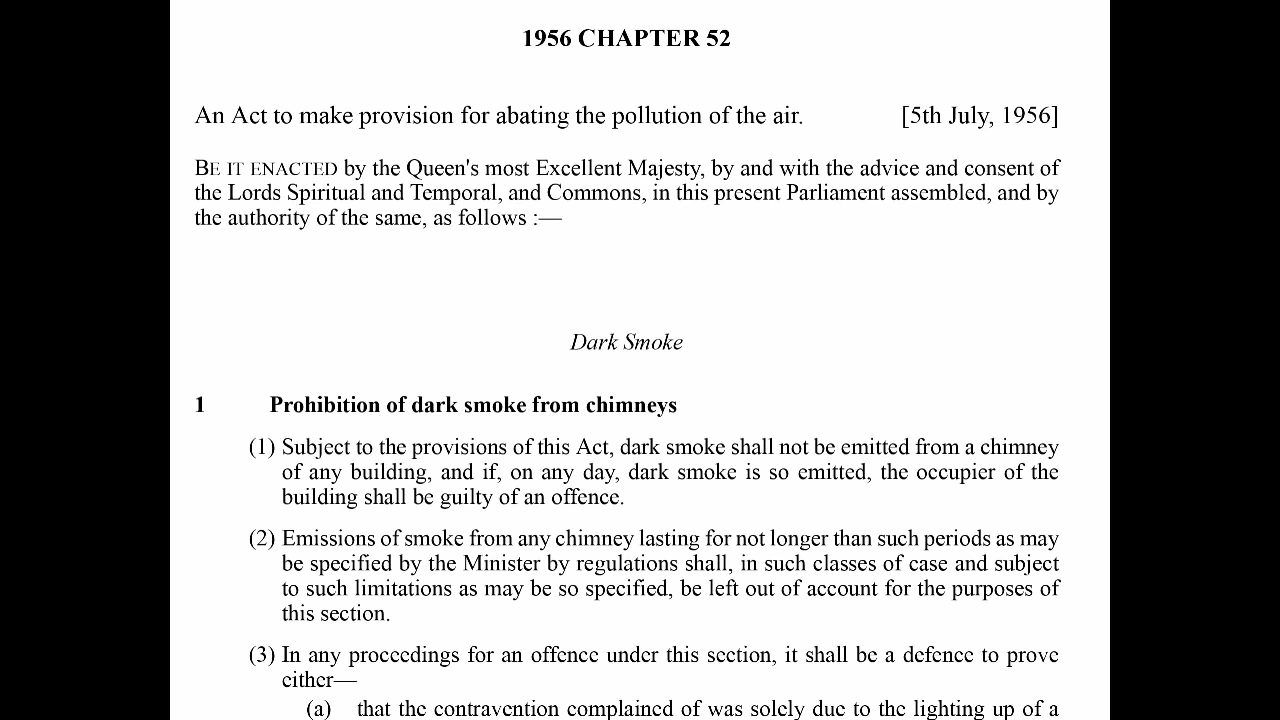 1956 CHAPTER 52
An Act to make provision for abating the pollution of the air. [5th July, 1956]
BE IT ENACTED by the Queen's most Excellent Majesty, by and with the advice and consent of
the Lords Spiritual and Temporal, and Commons, in this present Parliament assembled, and by
the authority of the same, as follows :—
Dark Smoke
1 Prohibition of dark smoke from chimneys
(1) Subject to the provisions of this Act, dark smoke shall not be emitted from a chimney
of any building, and if, on any day, dark smoke is so emitted, the occupier of the
building shall be guilty of an offence.
(2) Emissions of smoke from any chimney lasting for not longer than such periods as may
be specified by the Minister by regulations shall, in such classes of case and subject
to such limitations as may be so specified, be left out of account for the purposes of
this section.
(3) In any proceedings for an offence under this section, it shall be a defence to prove
either—
(a) that the contravention complained of was solely due to the lighting up of a